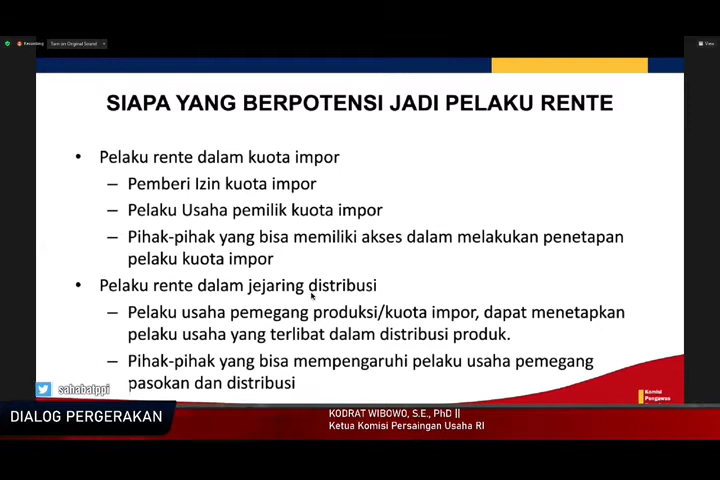 Recording
Turn on Original Sound
View
SIAPA YANG BERPOTENSI JADI PELAKU RENTE
• Pelaku rente dalam kuota impor
– Pemberi Izin kuota impor
– Pelaku Usaha pemilik kuota impor
– Pihak-pihak yang bisa memiliki akses dalam melakukan penetapan
pelaku kuota impor
• Pelaku rente dalam jejaring distribusi
– Pelaku usaha pemegang produksi/kuota impor, dapat menetapkan
pelaku usaha yang terlibat dalam distribusi produk.
– Pihak-pihak yang bisa mempengaruhi pelaku usaha pemegang
pasokan dan distribusi
sahabatppi
Komisi
Pengawas
DIALOG PERGERAKAN
KODRAT WIBOWO, S.E., PhD ||
Ketua Komisi Persaingan Usaha RI